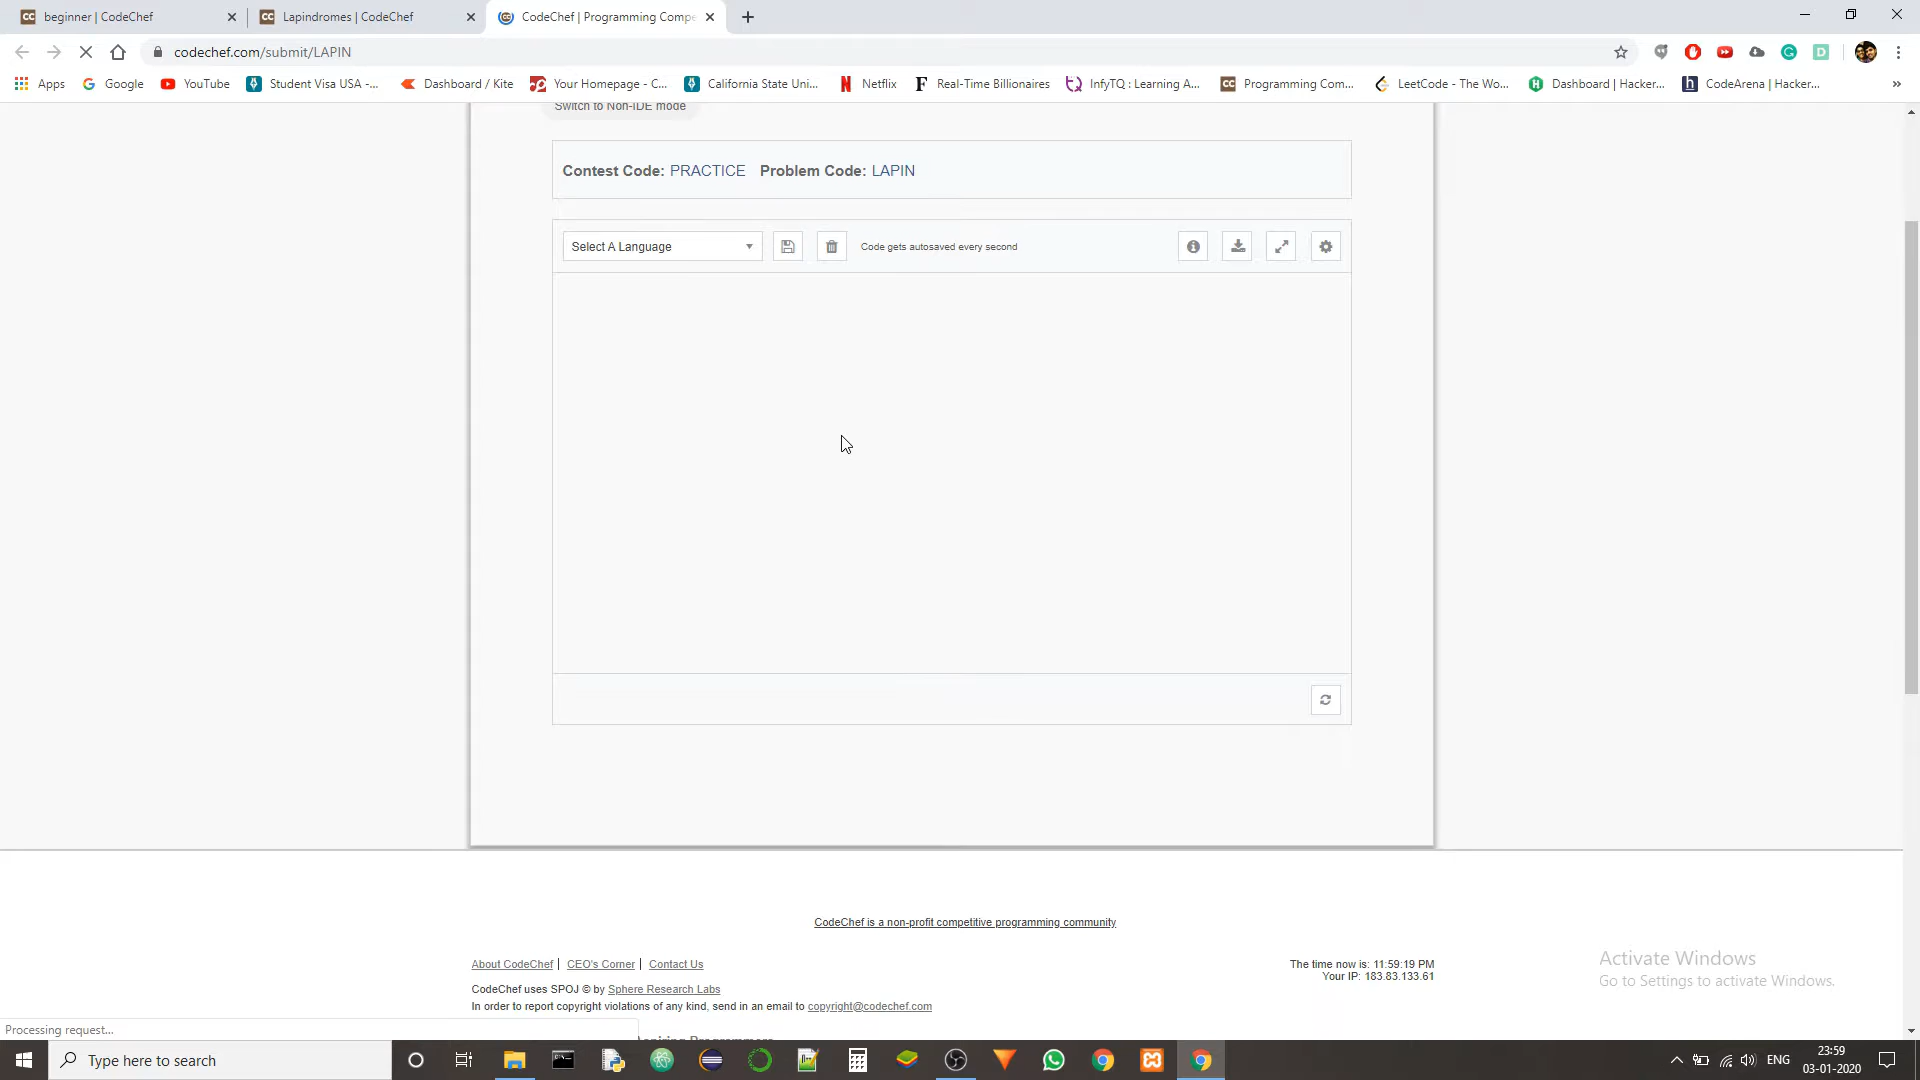 beginner | CodeChef
Lapindromes | CodeChef
CodeChef | Programming Compe
codechef.com/submit/LAPIN
Apps
Google
YouTube
Student Visa USA -...
Dashboard / Kite
Your Homepage - C...
California State Uni...
Netflix
Real-Time Billionaires
InfyTQ : Learning A...
Programming Com...
LeetCode - The Wo...
Dashboard | Hacker...
CodeArena | Hacker...
»
Switch to Non-IDE mode
Contest Code: PRACTICE Problem Code: LAPIN
Select A Language
Code gets autosaved every second
CodeChef is a non-profit competitive programming community
About CodeChef | CEO's Corner | Contact Us
The time now is: 11:59:19 PM
Your IP: 183.83.133.61
CodeChef uses SPOJ © by Sphere Research Labs
In order to report copyright violations of any kind, send in an email to copyright@codechef.com
Activate Windows
Go to Settings to activate Windows.
Processing request...
Type here to search
ENG
23:59
03-01-2020